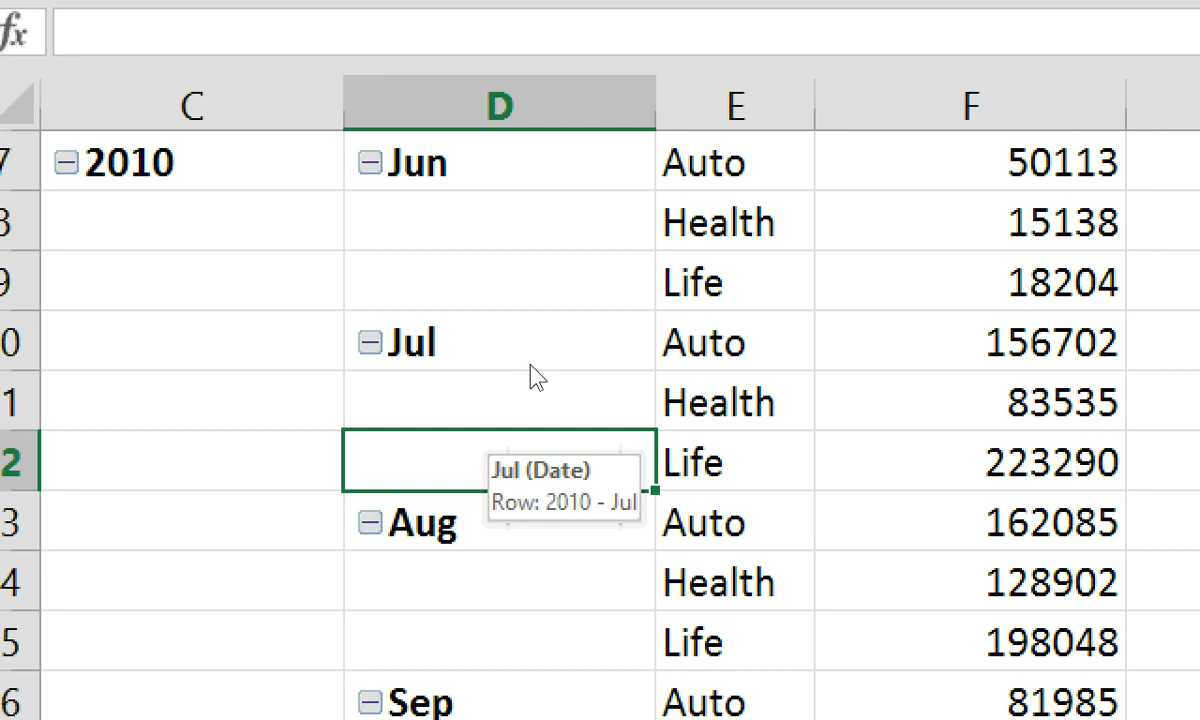 fx
C D E F
7 2010 Jun Auto 50113
8 Health 15138
9 Life 18204
0 Jul Auto 156702
1 Health 83535
2 Life 223290
Jul (Date)
Row: 2010 - Jul
3 Aug Auto 162085
4 Health 128902
5 Life 198048
6 Sep Auto 81985